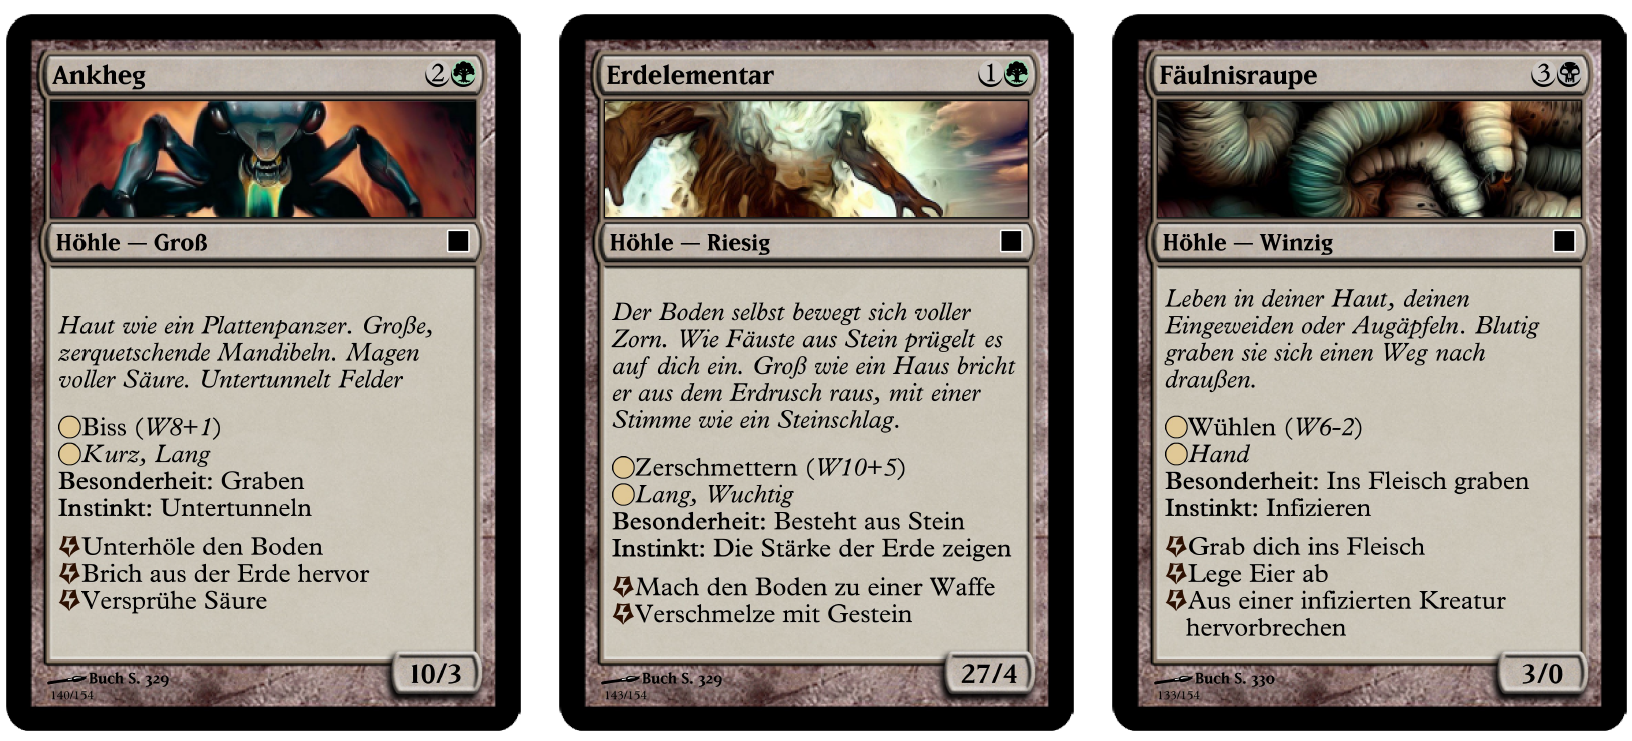 Ankheg 2
Höhle — Groß
Haut wie ein Plattenpanzer. Große,
zerquetschende Mandibeln. Magen
voller Säure. Untertunnelt Felder
Biss (W8+1)
Kurz, Lang
Besonderheit: Graben
Instinkt: Untertunneln
Unterhöle den Boden
Brich aus der Erde hervor
Versprühe Säure
10/3
Buch S. 329
140/154
Erdelementar 1
Höhle — Riesig
Der Boden selbst bewegt sich voller
Zorn. Wie Fäuste aus Stein prügelt es
auf dich ein. Groß wie ein Haus bricht
er aus dem Erdrusch raus, mit einer
Stimme wie ein Steinschlag.
Zerschmettern (W10+5)
Lang, Wuchtig
Besonderheit: Besteht aus Stein
Instinkt: Die Stärke der Erde zeigen
Mach den Boden zu einer Waffe
Verschmelze mit Gestein
27/4
Buch S. 329
143/154
Fäulnisraupe 3
Höhle — Winzig
Leben in deiner Haut, deinen
Eingeweiden oder Augäpfeln. Blutig
graben sie sich einen Weg nach
draußen.
Wühlen (W6-2)
Hand
Besonderheit: Ins Fleisch graben
Instinkt: Infizieren
Grab dich ins Fleisch
Lege Eier ab
Aus einer infizierten Kreatur
hervorbrechen
3/0
Buch S. 330
133/154